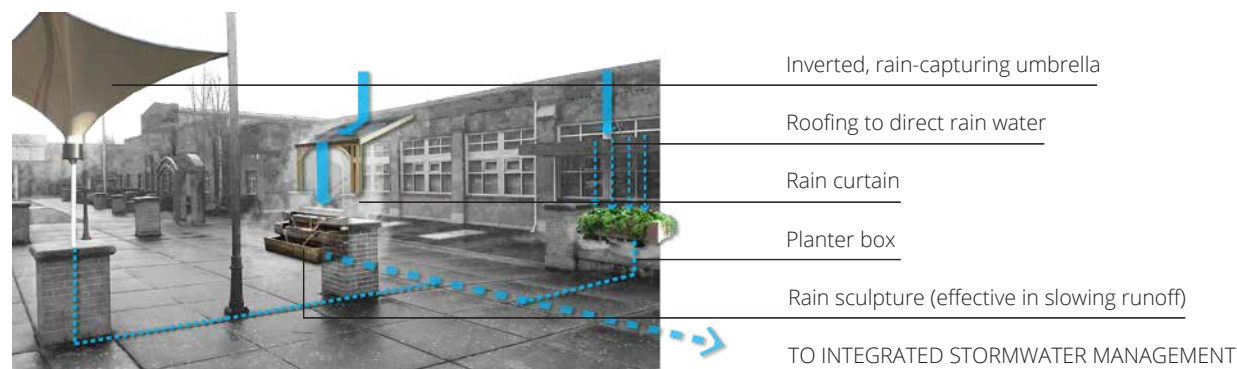 Inverted, rain-capturing umbrella
Roofing to direct rain water
Rain curtain
Planter box
Rain sculpture (effective in slowing runoff)
TO INTEGRATED STORMWATER MANAGEMENT